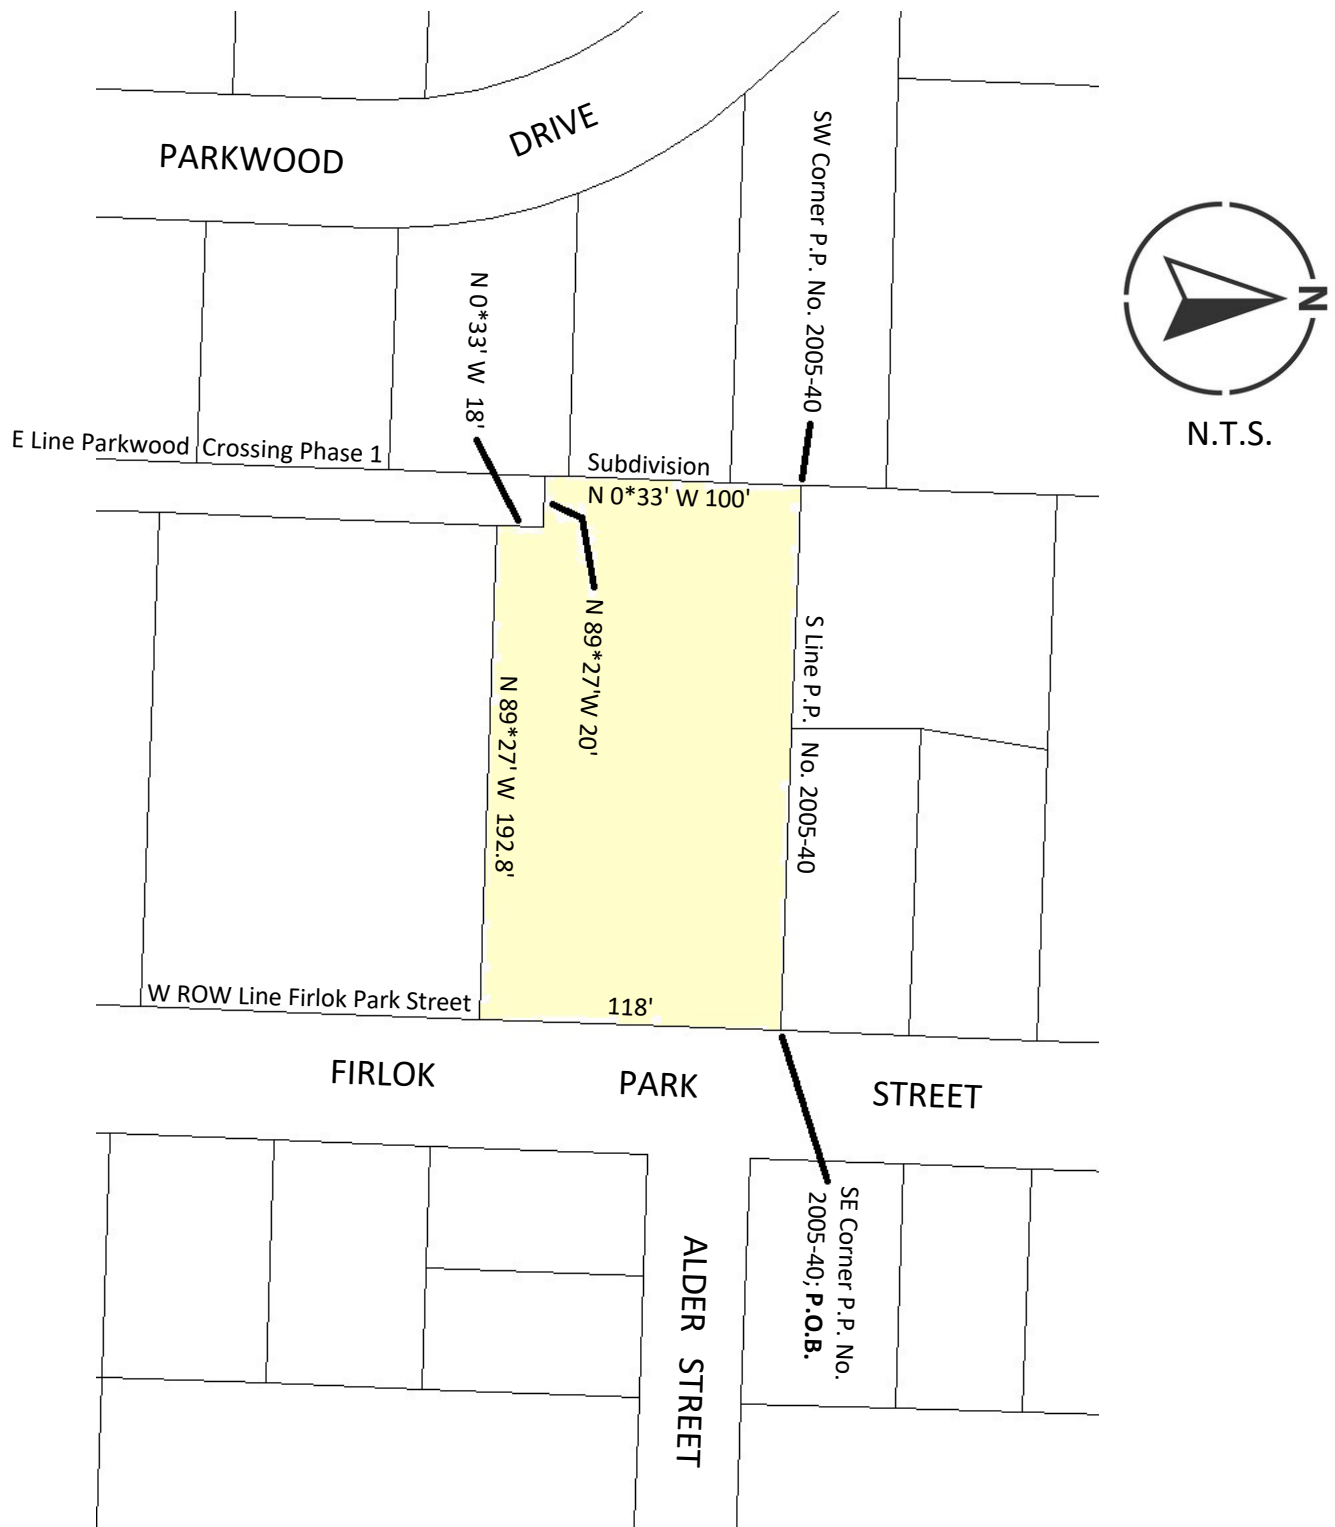 DRIVE
PARKWOOD
SW Corner P.P. No. 2005-40
N
N.T.S.
N 0*33' W  18'
E Line Parkwood Crossing Phase 1
Subdivision
N 0*33' W 100'
N 89*27'W 20'
S Line P.P.
No. 2005-40
N 89*27' W  192.8'
W ROW Line Firlok Park Street
118'
FIRLOK
PARK
STREET
SE Corner P.P. No.
2005-40; P.O.B.
ALDER STREET